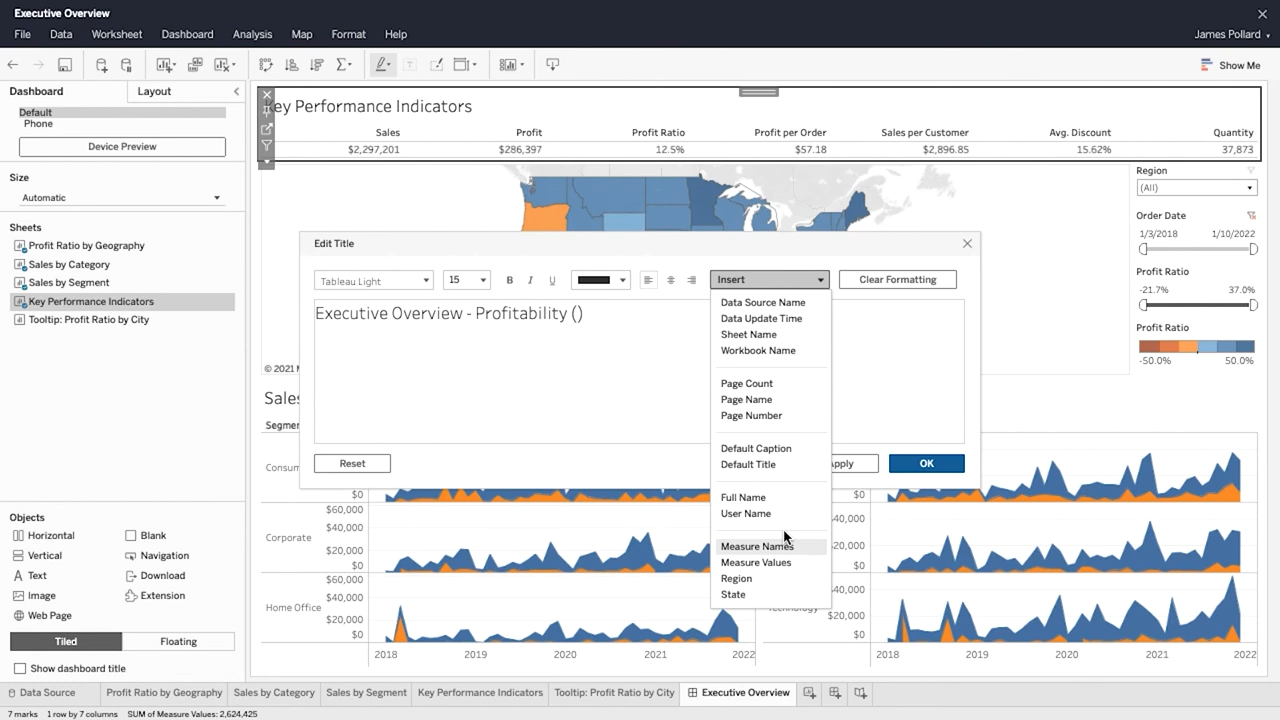 Executive Overview
File Data Worksheet Dashboard Analysis Map Format Help
James Pollard
Show Me
Dashboard Layout
Default
Phone
Device Preview
Size
Automatic
Sheets
Profit Ratio by Geography
Sales by Category
Sales by Segment
Key Performance Indicators
Tooltip: Profit Ratio by City
Objects
Horizontal Blank
Vertical Navigation
Text Download
Image Extension
Web Page
Tiled Floating
Show dashboard title
Key Performance Indicators
Sales Profit Profit Ratio Profit per Order Sales per Customer Avg. Discount Quantity
$2,297,201 $286,397 12.5% $57.18 $2,896.85 15.62% 37,873
Region
(All)
Order Date
1/3/2018 1/10/2022
Profit Ratio
-21.7% 37.0%
Profit Ratio
-50.0% 50.0%
Edit Title
Tableau Light 15 B I U Insert Clear Formatting
Executive Overview - Profitability ()
Data Source Name
Data Update Time
Sheet Name
Workbook Name
Page Count
Page Name
Page Number
Default Caption
Default Title
Full Name
User Name
Measure Names
Measure Values
Region
State
Reset
OK
© 2021
Sales
$0 $0
$60,000
Corporate $40,000
$20,000
$0 $0
$60,000
Home Office $40,000 $40,000
$20,000 $20,000
$0 $0
2018 2019 2020 2021 2022 2018 2019 2020 2021 2022
Data Source Profit Ratio by Geography Sales by Category Sales by Segment Key Performance Indicators Tooltip: Profit Ratio by City Executive Overview
7 marks 1 row by 7 columns SUM of Measure Values: 2,624,425